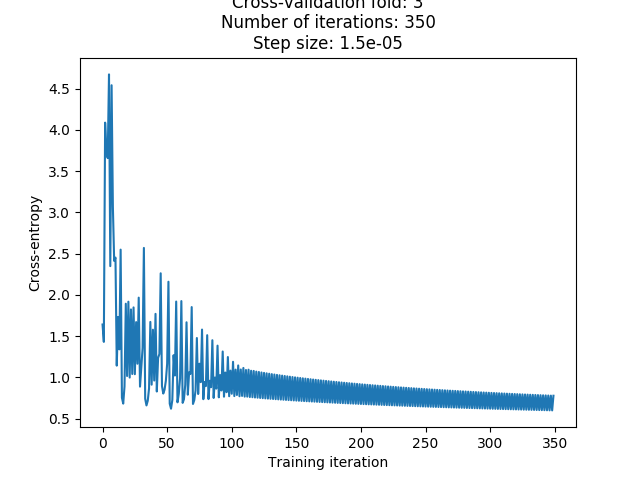 Cross-validation fold: 3
Number of iterations: 350
Step size: 1.5e-05
4.5
4.0
3.5
3.0
2.5
2.0
1.5
1.0
0.5
Cross-entropy
0 50 100 150 200 250 300 350
Training iteration